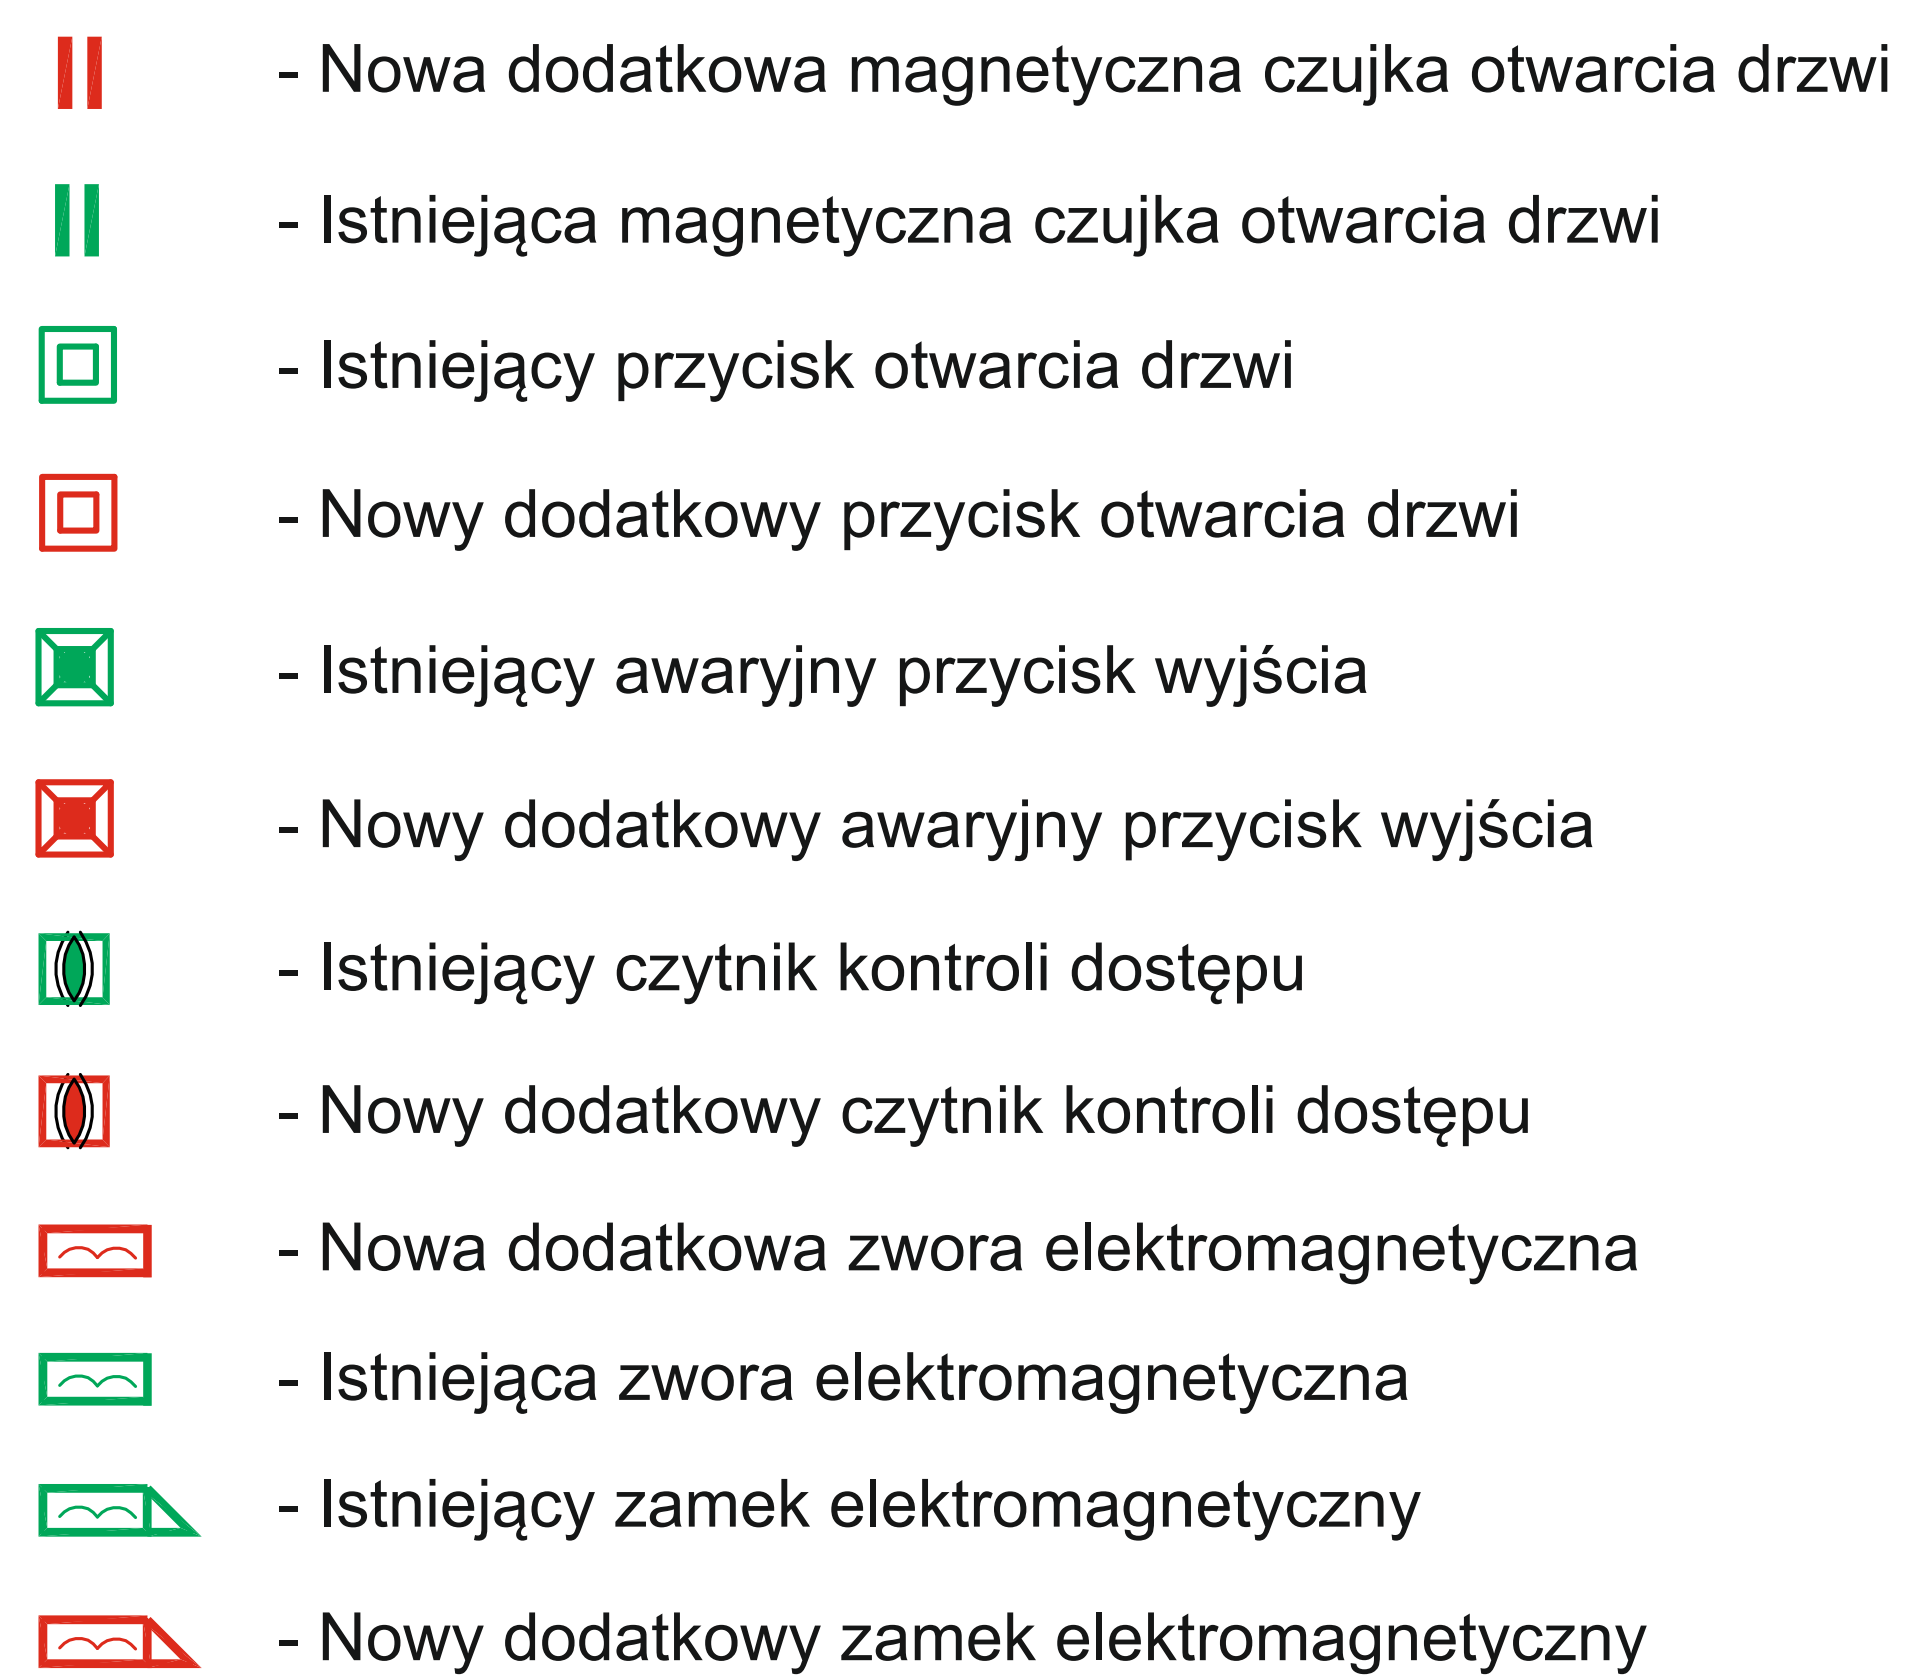 - Nowa dodatkowa magnetyczna czujka otwarcia drzwi
- Istniejąca magnetyczna czujka otwarcia drzwi
- Istniejący przycisk otwarcia drzwi
- Nowy dodatkowy przycisk otwarcia drzwi
- Istniejący awaryjny przycisk wyjścia
- Nowy dodatkowy awaryjny przycisk wyjścia
- Istniejący czytnik kontroli dostępu
- Nowy dodatkowy czytnik kontroli dostępu
- Nowa dodatkowa zwora elektromagnetyczna
- Istniejąca zwora elektromagnetyczna
- Istniejący zamek elektromagnetyczny
- Nowy dodatkowy zamek elektromagnetyczny